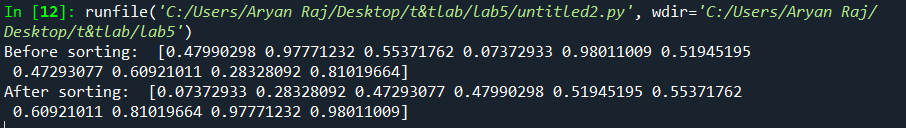 In [12]: runfile('C:/Users/Aryan Raj/Desktop/t&tlab/lab5/untitled2.py', wdir='C:/Users/Aryan Raj/
Desktop/t&tlab/lab5')
Before sorting:  [0.47990298 0.97771232 0.55371762 0.07372933 0.98011009 0.51945195
 0.47293077 0.60921011 0.28328092 0.81019664]
After sorting:  [0.07372933 0.28328092 0.47293077 0.47990298 0.51945195 0.55371762
 0.60921011 0.81019664 0.97771232 0.98011009]